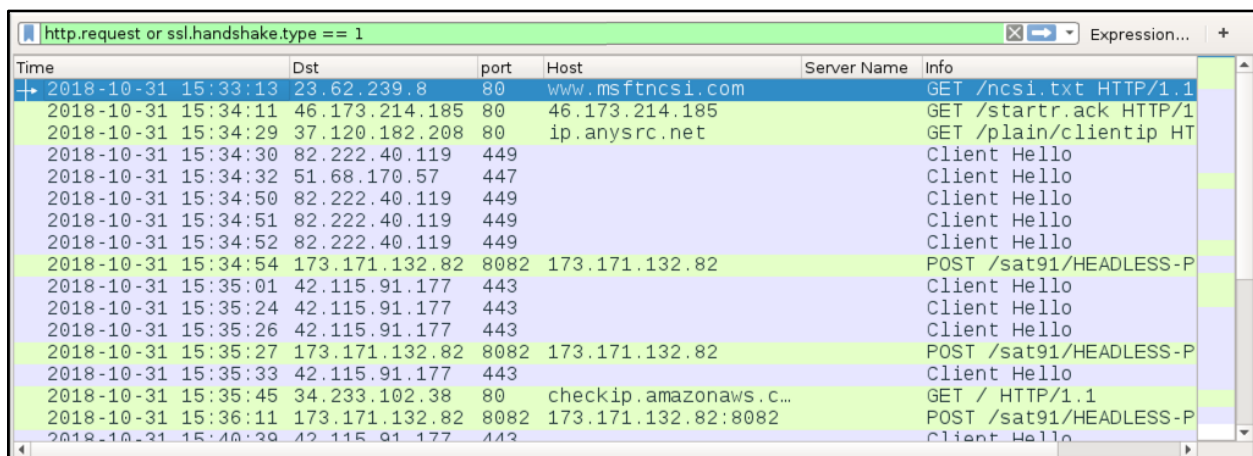 http.request or ssl.handshake.type == 1 Expression... +
Time Dst port Host Server Name Info
2018-10-31 15:33:13 23.62.239.8 80 www.msftncsi.com GET /ncsi.txt HTTP/1.1
2018-10-31 15:34:11 46.173.214.185 80 46.173.214.185 GET /startr.ack HTTP/1
2018-10-31 15:34:29 37.120.182.208 80 ip.anysrc.net GET /plain/clientip HT
2018-10-31 15:34:30 82.222.40.119 449 Client Hello
2018-10-31 15:34:32 51.68.170.57 447 Client Hello
2018-10-31 15:34:50 82.222.40.119 449 Client Hello
2018-10-31 15:34:51 82.222.40.119 449 Client Hello
2018-10-31 15:34:52 82.222.40.119 449 Client Hello
2018-10-31 15:34:54 173.171.132.82 8082 173.171.132.82 POST /sat91/HEADLESS-P
2018-10-31 15:35:01 42.115.91.177 443 Client Hello
2018-10-31 15:35:24 42.115.91.177 443 Client Hello
2018-10-31 15:35:26 42.115.91.177 443 Client Hello
2018-10-31 15:35:27 173.171.132.82 8082 173.171.132.82 POST /sat91/HEADLESS-P
2018-10-31 15:35:33 42.115.91.177 443 Client Hello
2018-10-31 15:35:45 34.233.102.38 80 checkip.amazonaws.c... GET / HTTP/1.1
2018-10-31 15:36:11 173.171.132.82 8082 173.171.132.82:8082 POST /sat91/HEADLESS-P
2018-10-31 15:40:39 42.115.91.177 443 Client Hello